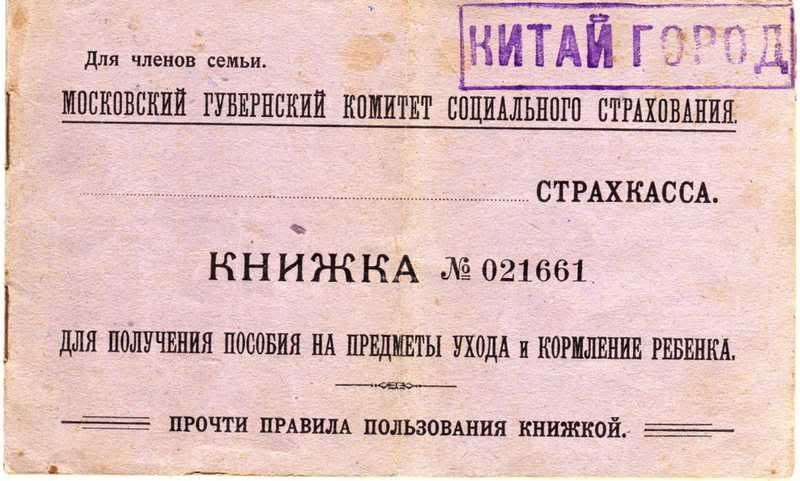 КИТАЙ ГОРОД
Для членов семьи.
МОСКОВСКИЙ ГУБЕРНСКИЙ КОМИТЕТ СОЦИАЛЬНОГО СТРАХОВАНИЯ.
СТРАХКАССА.
КНИЖКА № 021661
ДЛЯ ПОЛУЧЕНИЯ ПОСОБИЯ НА ПРЕДМЕТЫ УХОДА и КОРМЛЕНИЕ РЕБЕНКА.
ПРОЧТИ ПРАВИЛА ПОЛЬЗОВАНИЯ КНИЖКОЙ.